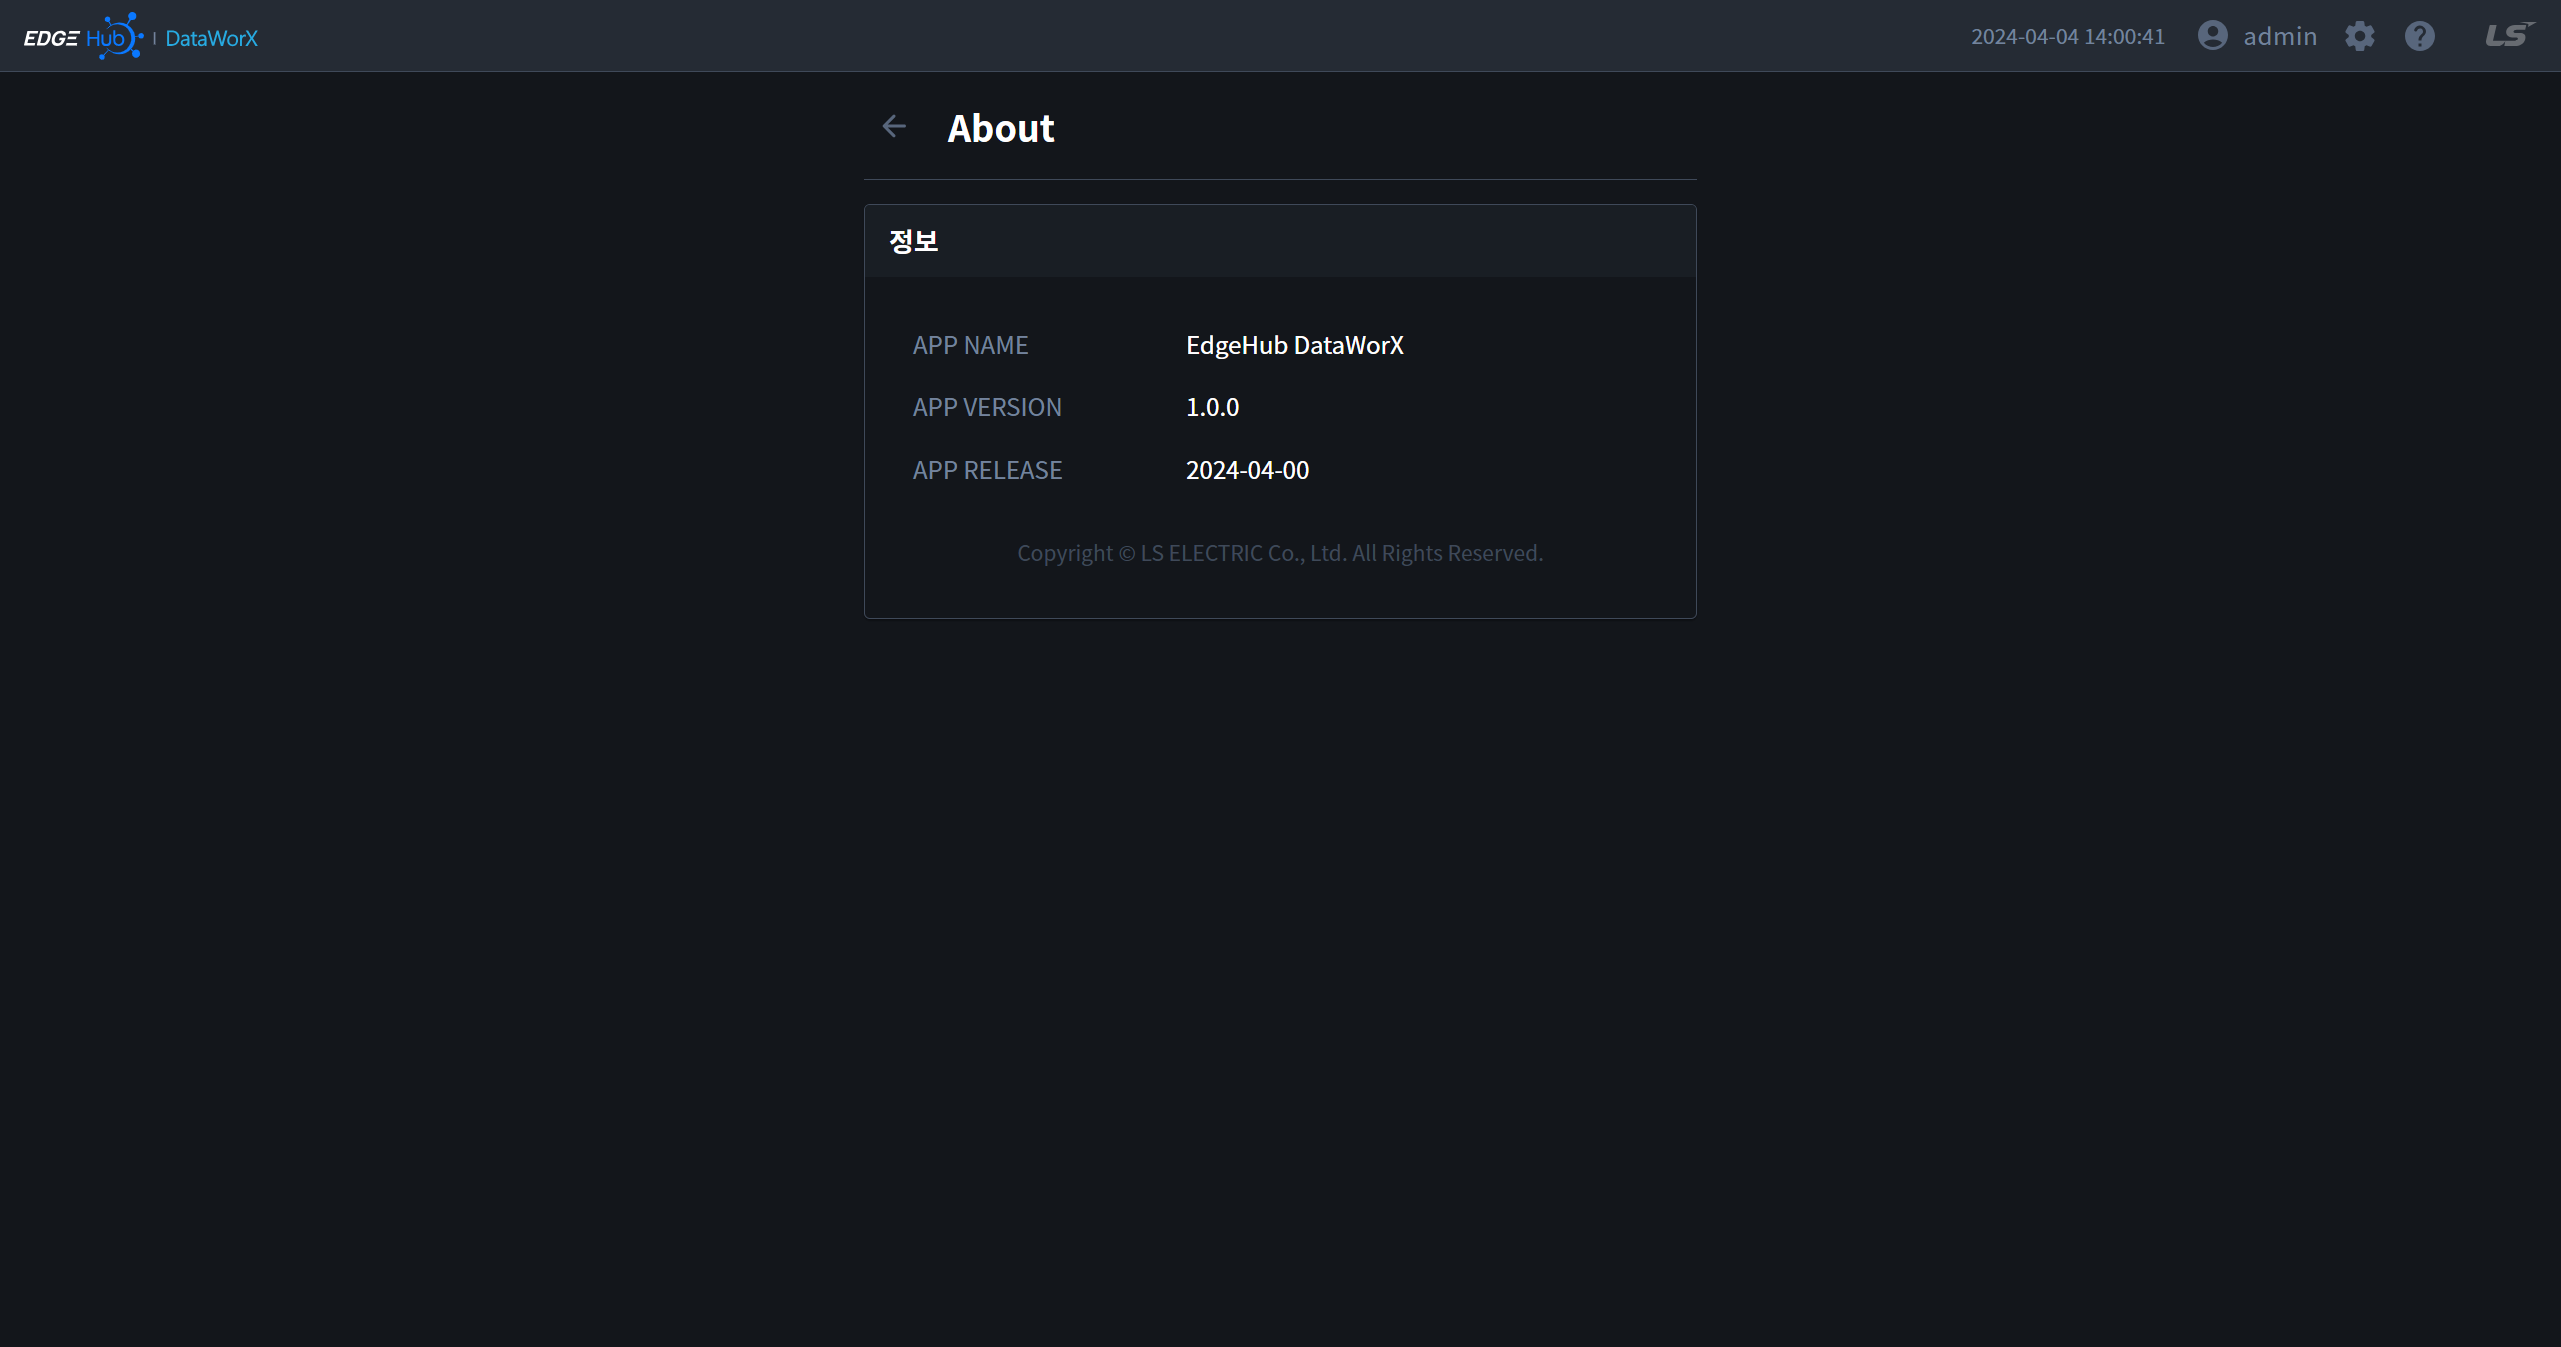 EDGE Hub | DataWorX
2024-04-04 14:00:41 admin LS
About
정보
APP NAME EdgeHub DataWorX
APP VERSION 1.0.0
APP RELEASE 2024-04-00
Copyright © LS ELECTRIC Co., Ltd. All Rights Reserved.